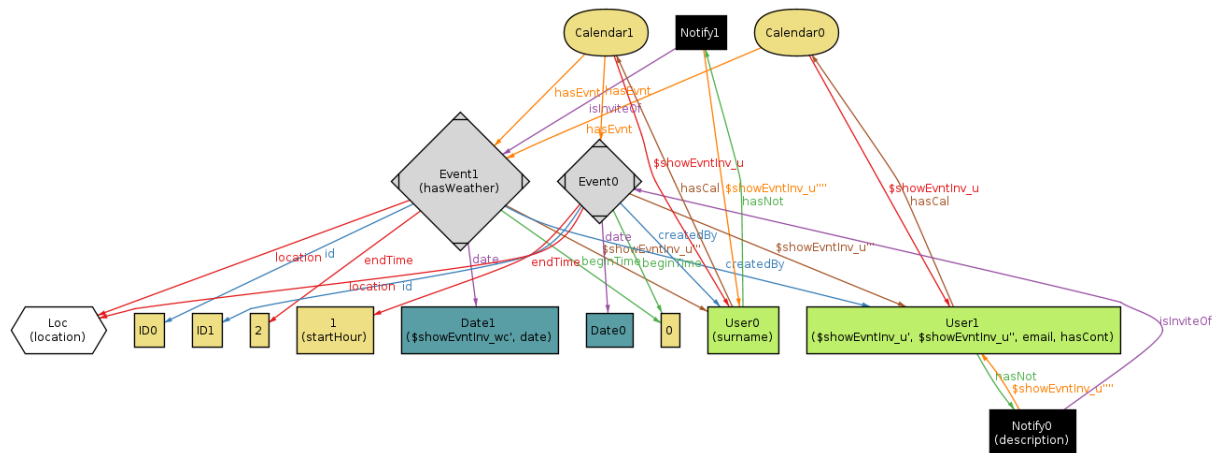 Calendar1
Notify1
Calendar0
hasEvnt
hasEvnt
isInviteOf
hasEvnt
Event1
(hasWeather)
Event0
$showEvntInv_u
hasCal
$showEvntInv_u''''
hasNot
$showEvntInv_u
hasCal
location
id
endTime
date
endTime
beginTime
$showEvntInv_u'''
date
beginTime
createdBy
createdBy
$showEvntInv_u'''
location
id
Loc
(location)
ID0
ID1
2
1
(startHour)
Date1
($showEvntInv_wc', date)
Date0
0
User0
(surname)
User1
($showEvntInv_u', $showEvntInv_u'', email, hasCont)
isInviteOf
hasNot
$showEvntInv_u''''
Notify0
(description)